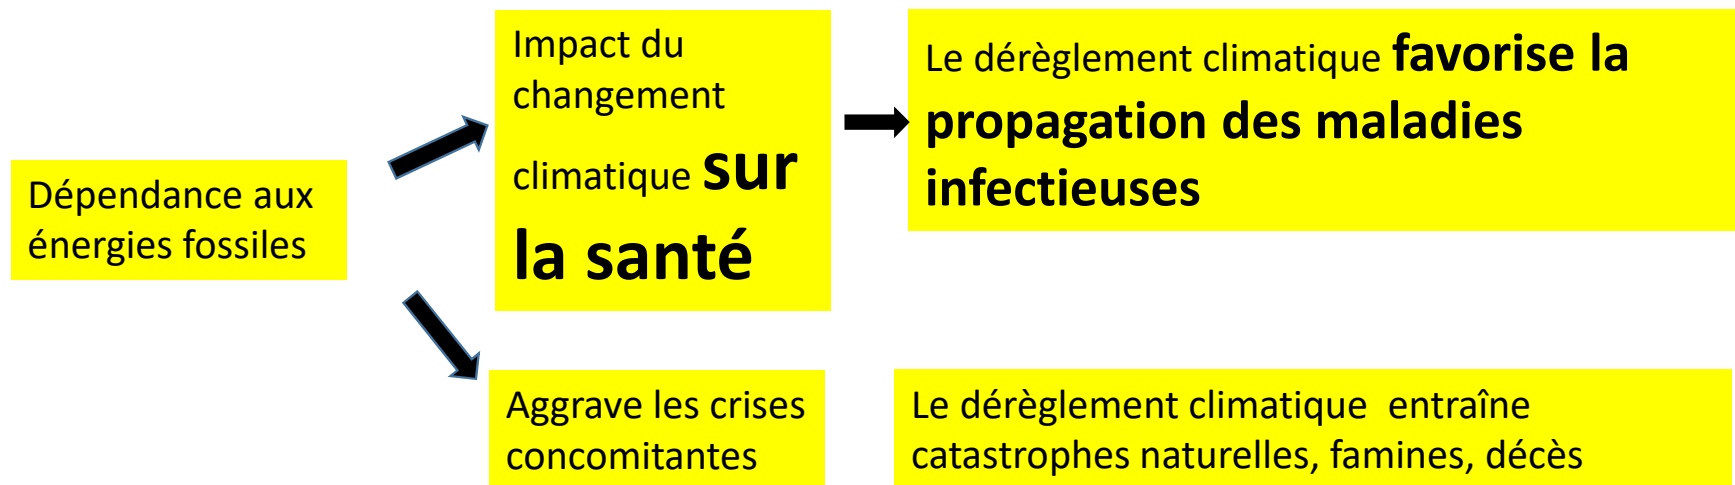 Dépendance aux
énergies fossiles
Impact du
changement
climatique sur
la santé
Le dérèglement climatique favorise la
propagation des maladies
infectieuses
Aggrave les crises
concomitantes
Le dérèglement climatique  entraîne
catastrophes naturelles, famines, décès